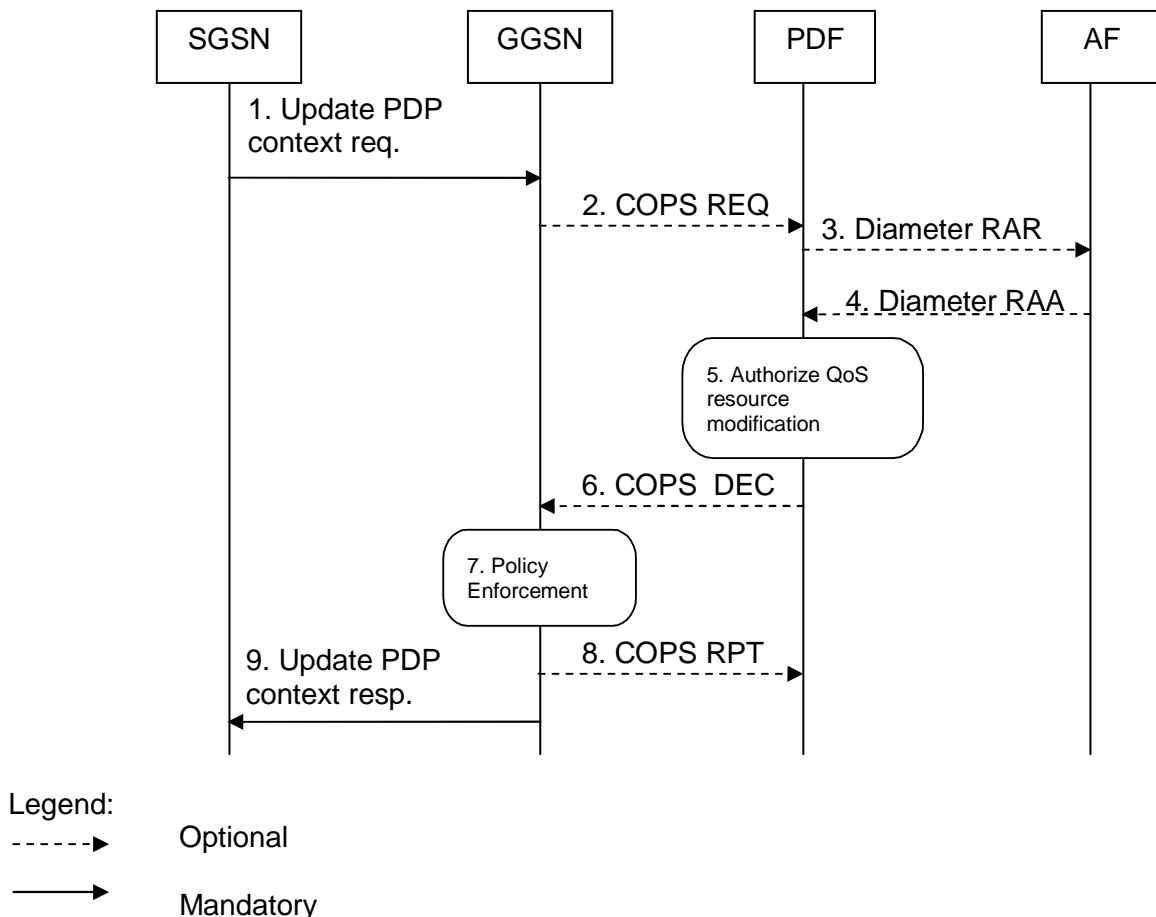 SGSN
GGSN
PDF
AF
1. Update PDP
context req.
2. COPS REQ
3. Diameter RAR
4. Diameter RAA
5. Authorize QoS
resource
modification
6. COPS DEC
7. Policy
Enforcement
8. COPS RPT
9. Update PDP
context resp.
Legend:
Optional
Mandatory